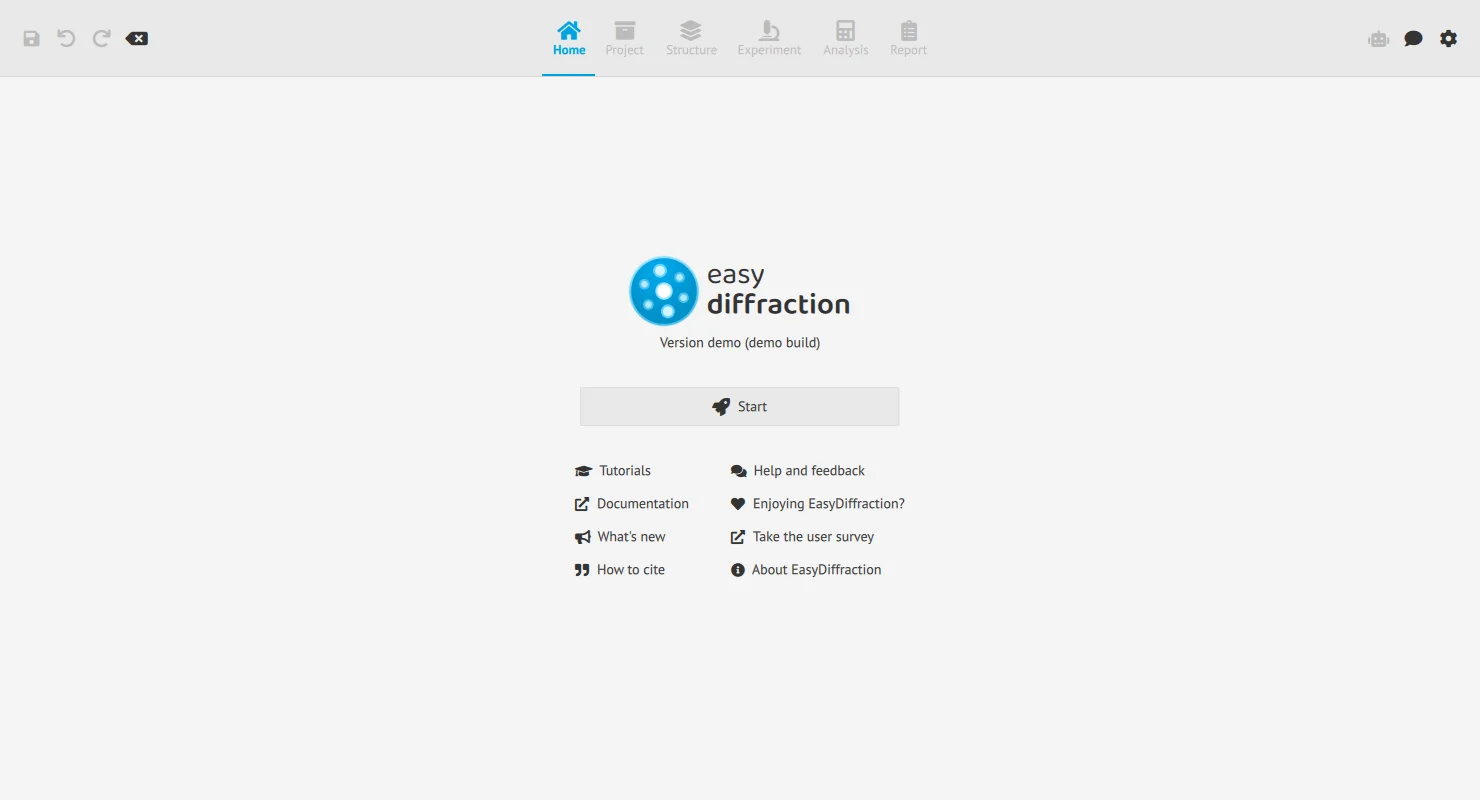 Home
Project
Structure
Experiment
Analysis
Report
easy
diffraction
Version demo (demo build)
Start
Tutorials
Help and feedback
Documentation
Enjoying EasyDiffraction?
What's new
Take the user survey
How to cite
About EasyDiffraction